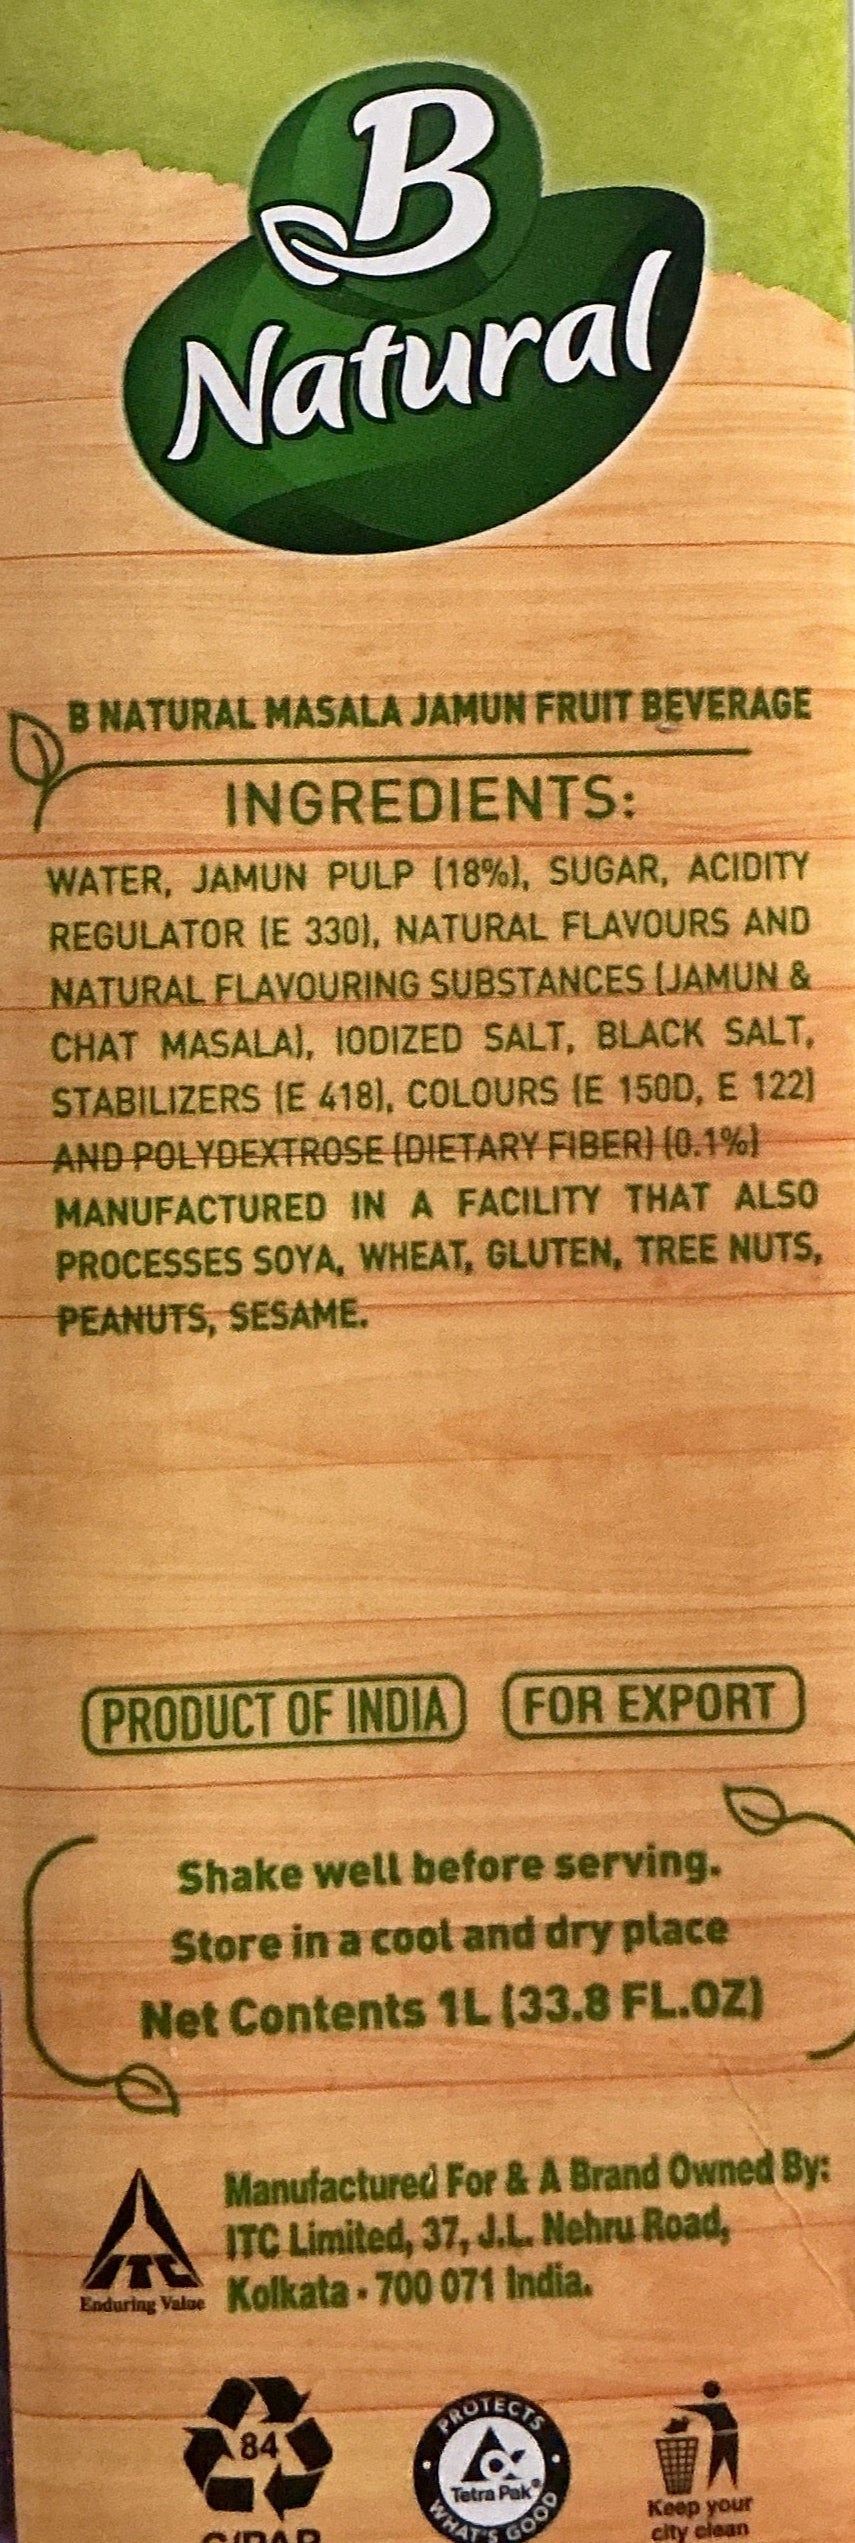 B
Natural
B NATURAL MASALA JAMUN FRUIT BEVERAGE
INGREDIENTS:
WATER, JAMUN PULP (18%), SUGAR, ACIDITY
REGULATOR (E 330), NATURAL FLAVOURS AND
NATURAL FLAVOURING SUBSTANCES (JAMUN &
CHAT MASALA), IODIZED SALT, BLACK SALT,
STABILIZERS (E 418), COLOURS (E 150D, E 122)
AND POLYDEXTROSE (DIETARY FIBER) (0.1%)
MANUFACTURED IN A FACILITY THAT ALSO
PROCESSES SOYA, WHEAT, GLUTEN, TREE NUTS,
PEANUTS, SESAME.
PRODUCT OF INDIA FOR EXPORT
Shake well before serving.
Store in a cool and dry place
Net Contents 1L (33.8 FL.OZ)
Manufactured For & A Brand Owned By:
ITC Limited, 37, J.L. Nehru Road,
Kolkata - 700 071 India.
ITC
Enduring Value
84
C/PAP
PROTECTS
Tetra Pak®
WHAT'S GOOD
Keep your
city clean